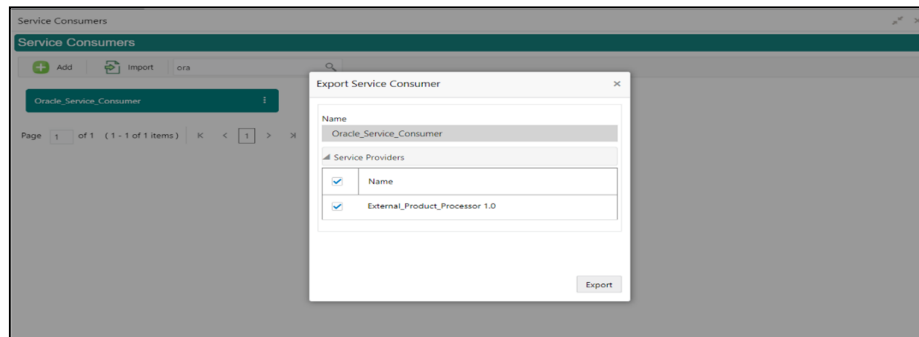 Service Consumers
Service Consumers
Add Import ora
Oracle_Service_Consumer
Page 1 of 1 ( 1 - 1 of 1 items ) 1
Export Service Consumer
Name
Oracle_Service_Consumer
Service Providers
Name
External_Product_Processor 1.0
Export